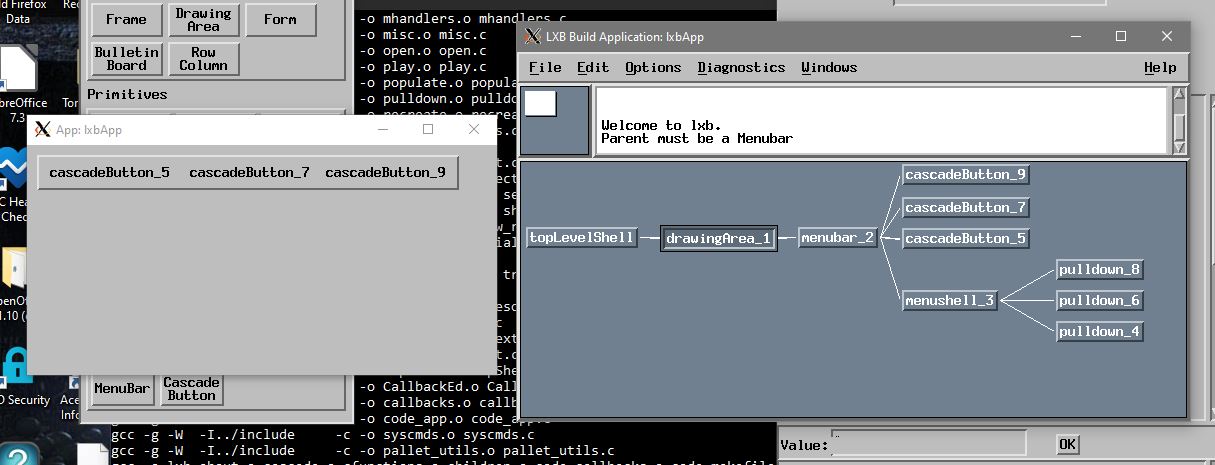 ld Firefox
Data
Frame
Drawing
Area
Form
Bulletin
Board
Row
Column
Primitives
-o mhandlers.o mhandlers.c
-o misc.o misc.c
-o open.o open.c
-o play.o play.c
-o populate.o popula
-o pulldown.o pulldo
breOffice
7.3
App: lxbApp
cascadeButton_5 cascadeButton_7 cascadeButton_9
C Hea
Check
penOf
1.10 (
D Security
Ace
Info
MenuBar
Cascade
Button
-o CallbackEd.o Call
-o callbacks.o callb
-o code_app.o code_ap
gcc -g -W -I../include -c -o syscmds.o syscmds.c
gcc -g -W -I../include -c -o pallet_utils.o pallet_utils.c
LXB Build Application: lxbApp
File Edit Options Diagnostics Windows Help
Welcome to lxb.
Parent must be a Menubar
topLevelShell
drawingArea_1
menubar_2
cascadeButton_9
cascadeButton_7
cascadeButton_5
menushell_3
pulldown_8
pulldown_6
pulldown_4
Value:
OK